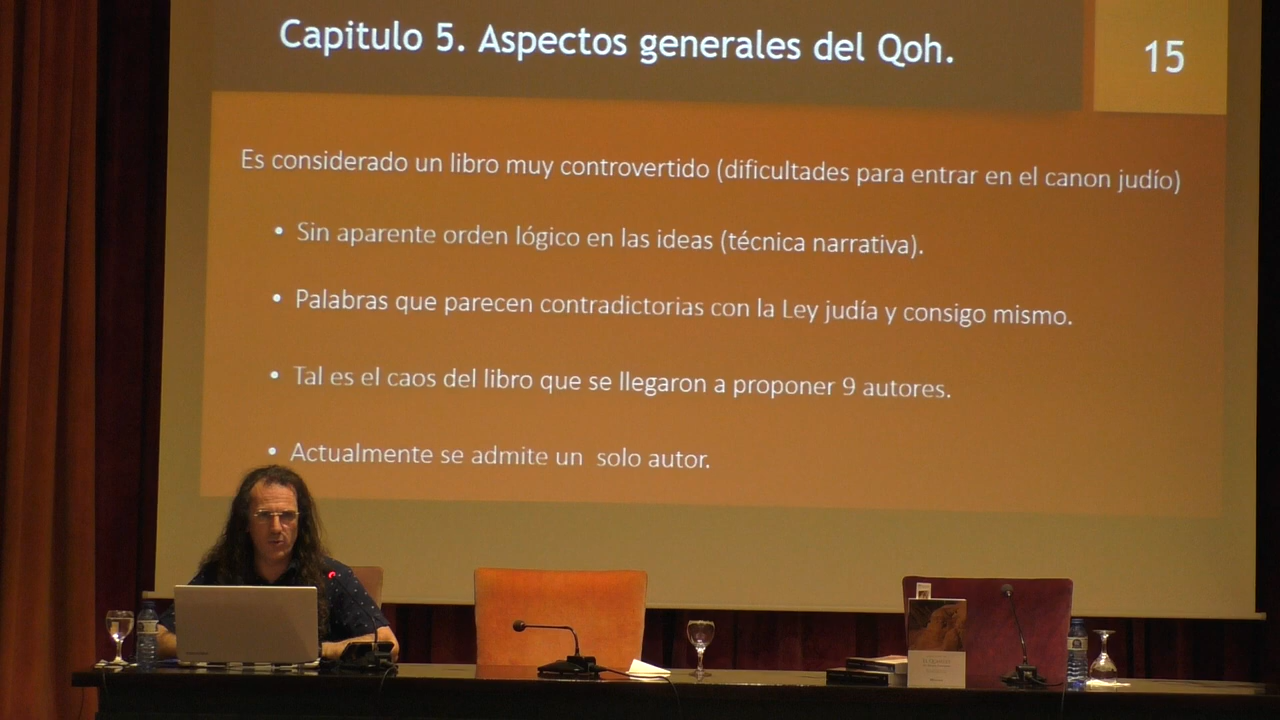 Capitulo 5. Aspectos generales del Qoh.
15
Es considerado un libro muy controvertido (dificultades para entrar en el canon judío)
• Sin aparente orden lógico en las ideas (técnica narrativa).
• Palabras que parecen contradictorias con la Ley judía y consigo mismo.
• Tal es el caos del libro que se llegaron a proponer 9 autores.
• Actualmente se admite un solo autor.